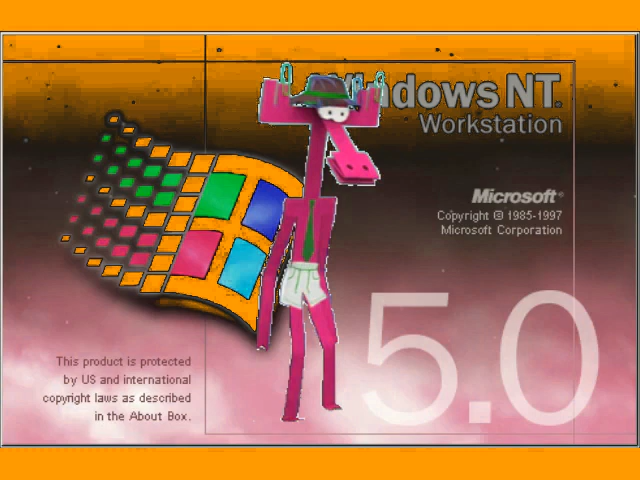 Windows NT.
Workstation
Microsoft®
Copyright © 1985-1997
Microsoft Corporation
5.0
This product is protected
by US and international
copyright laws as described
in the About Box.